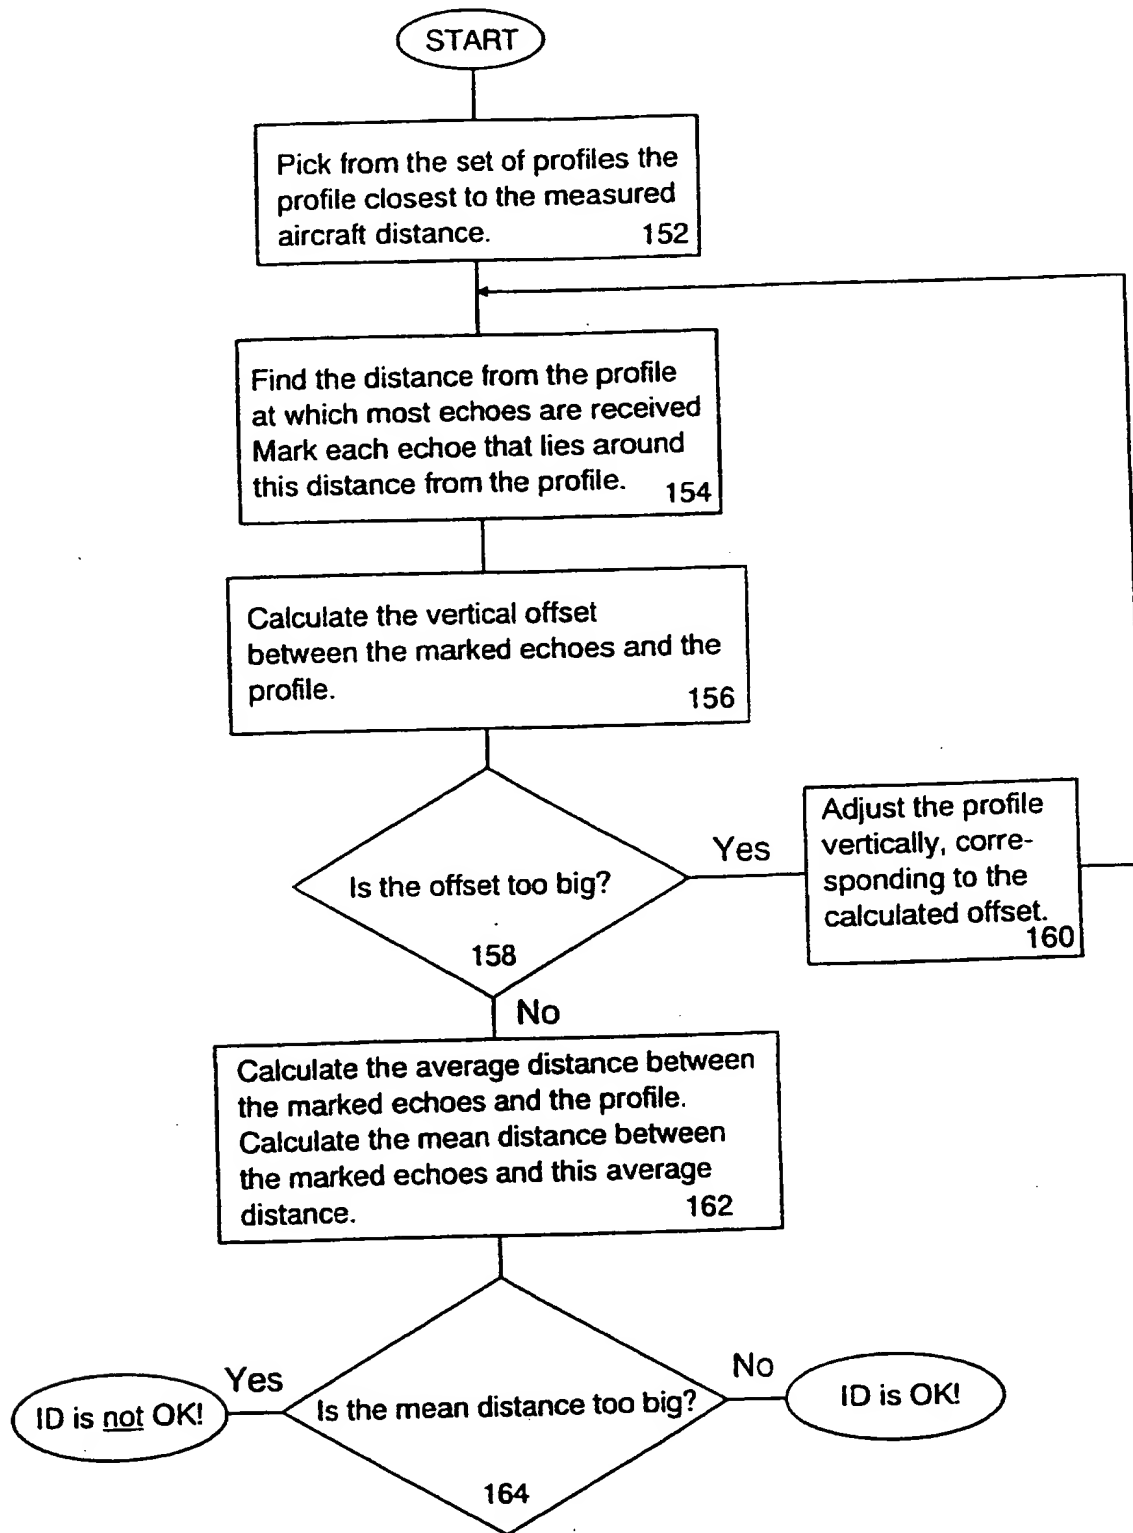 START
Pick from the set of profiles the
profile closest to the measured
aircraft distance.
152
Find the distance from the profile
at which most echoes are received
Mark each echoe that lies around
this distance from the profile.
154
Calculate the vertical offset
between the marked echoes and the
profile.
156
Is the offset too big?
158
Yes
Adjust the profile
vertically, corre-
sponding to the
calculated offset.
160
No
Calculate the average distance between
the marked echoes and the profile.
Calculate the mean distance between
the marked echoes and this average
distance.
162
Is the mean distance too big?
164
Yes
ID is not OK!
No
ID is OK!